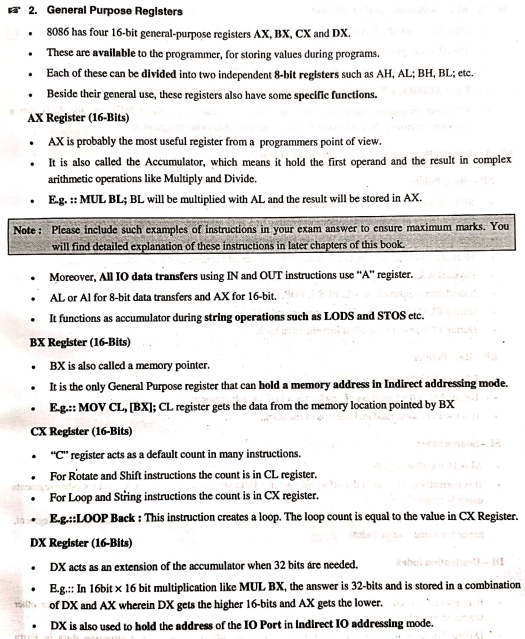 ☞ 2. General Purpose Registers
• 8086 has four 16-bit general-purpose registers AX, BX, CX and DX.
• These are available to the programmer, for storing values during programs.
• Each of these can be divided into two independent 8-bit registers such as AH, AL; BH, BL; etc.
• Beside their general use, these registers also have some specific functions.
AX Register (16-Bits)
• AX is probably the most useful register from a programmers point of view.
• It is also called the Accumulator, which means it hold the first operand and the result in complex
arithmetic operations like Multiply and Divide.
• E.g. :: MUL BL; BL will be multiplied with AL and the result will be stored in AX.
Note : Please include such examples of instructions in your exam answer to ensure maximum marks. You
will find detailed explanation of these instructions in later chapters of this book.
• Moreover, All IO data transfers using IN and OUT instructions use "A" register.
• AL or Al for 8-bit data transfers and AX for 16-bit.
• It functions as accumulator during string operations such as LODS and STOS etc.
BX Register (16-Bits)
• BX is also called a memory pointer.
• It is the only General Purpose register that can hold a memory address in Indirect addressing mode.
• E.g.:: MOV CL, [BX]; CL register gets the data from the memory location pointed by BX
CX Register (16-Bits)
• "C" register acts as a default count in many instructions.
• For Rotate and Shift instructions the count is in CL register.
• For Loop and String instructions the count is in CX register.
• E.g.::LOOP Back : This instruction creates a loop. The loop count is equal to the value in CX Register.
DX Register (16-Bits)
• DX acts as an extension of the accumulator when 32 bits are needed.
• E.g.:: In 16bit × 16 bit multiplication like MUL BX, the answer is 32-bits and is stored in a combination
of DX and AX wherein DX gets the higher 16-bits and AX gets the lower.
• DX is also used to hold the address of the IO Port in Indirect IO addressing mode.